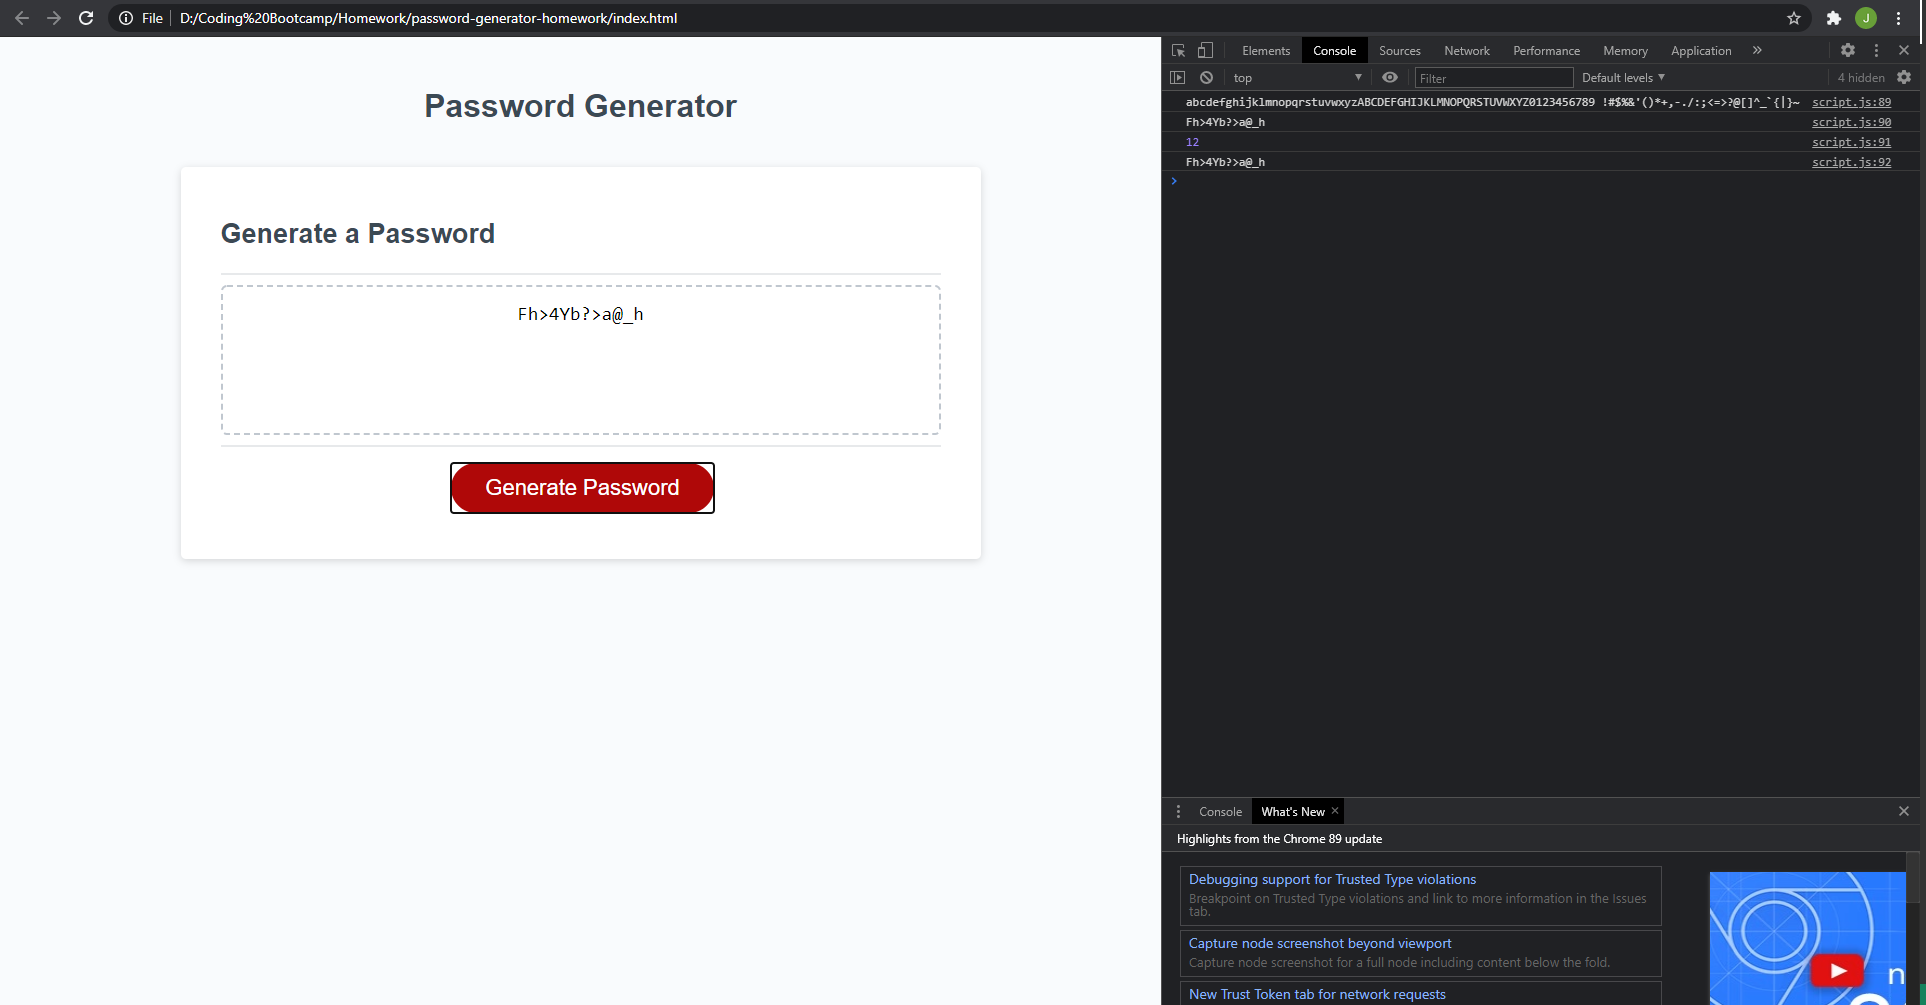 File D:/Coding%20Bootcamp/Homework/password-generator-homework/index.html J
Password Generator
Generate a Password
Fh>4Yb?>a@_h
Generate Password
Elements Console Sources Network Performance Memory Application »
top Filter Default levels 4 hidden
abcdefghijklmnopqrstuvwxyzABCDEFGHIJKLMNOPQRSTUVWXYZ0123456789 !#$%&'()*+,-./:;<=>?@[]^_`{|}~ script.js:89
Fh>4Yb?>a@_h script.js:90
12 script.js:91
Fh>4Yb?>a@_h script.js:92
Console What's New
Highlights from the Chrome 89 update
Debugging support for Trusted Type violations
Breakpoint on Trusted Type violations and link to more information in the Issues
tab.
Capture node screenshot beyond viewport
Capture node screenshot for a full node including content below the fold.
New Trust Token tab for network requests